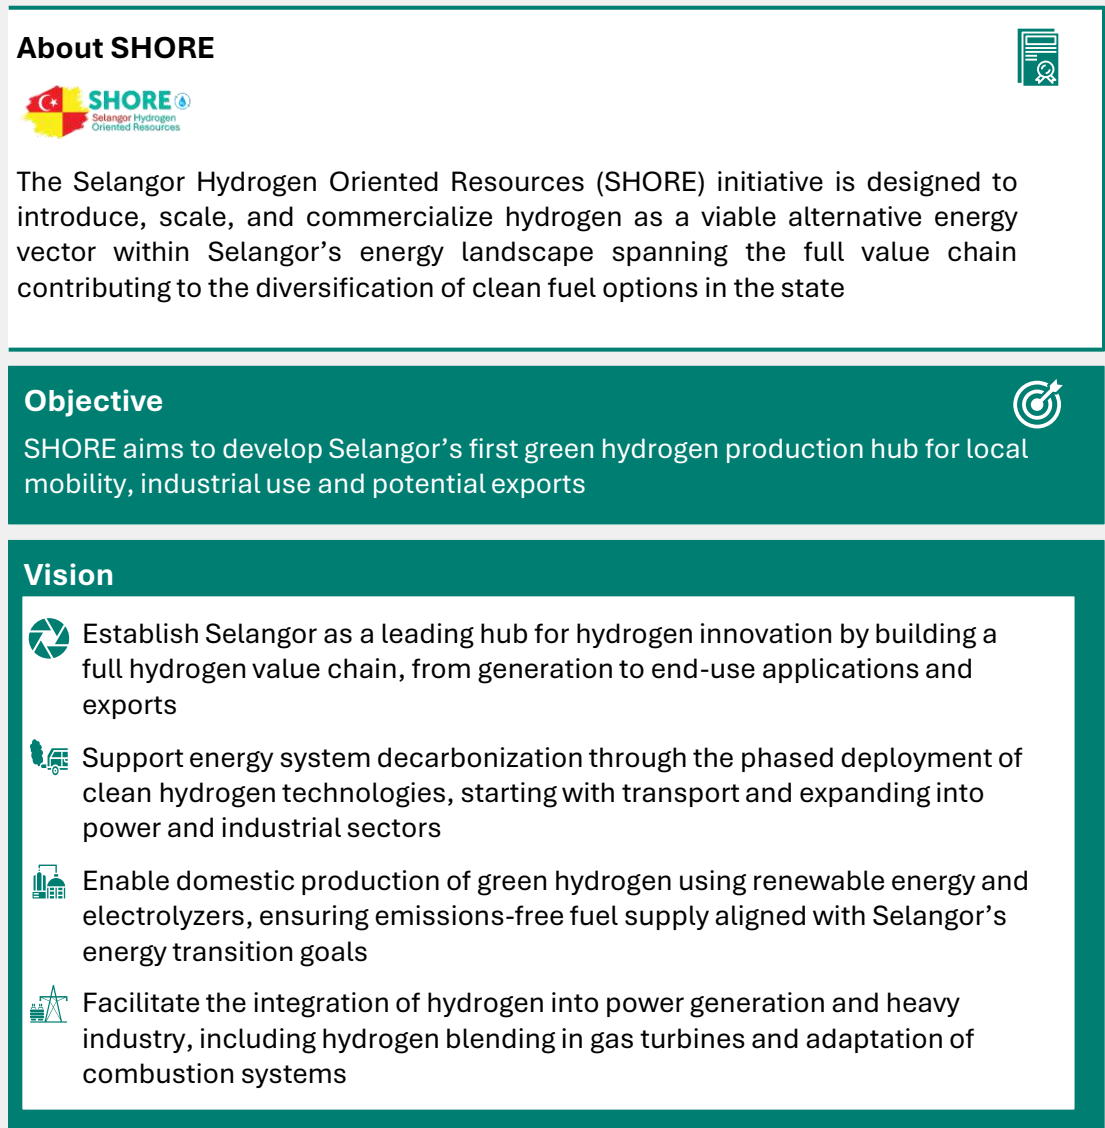 About SHORE
SHORE
Selangor Hydrogen
Oriented Resources
The Selangor Hydrogen Oriented Resources (SHORE) initiative is designed to
introduce, scale, and commercialize hydrogen as a viable alternative energy
vector within Selangor’s energy landscape spanning the full value chain
contributing to the diversification of clean fuel options in the state
Objective
SHORE aims to develop Selangor’s first green hydrogen production hub for local
mobility, industrial use and potential exports
Vision
Establish Selangor as a leading hub for hydrogen innovation by building a
full hydrogen value chain, from generation to end-use applications and
exports
Support energy system decarbonization through the phased deployment of
clean hydrogen technologies, starting with transport and expanding into
power and industrial sectors
Enable domestic production of green hydrogen using renewable energy and
electrolyzers, ensuring emissions-free fuel supply aligned with Selangor’s
energy transition goals
Facilitate the integration of hydrogen into power generation and heavy
industry, including hydrogen blending in gas turbines and adaptation of
combustion systems